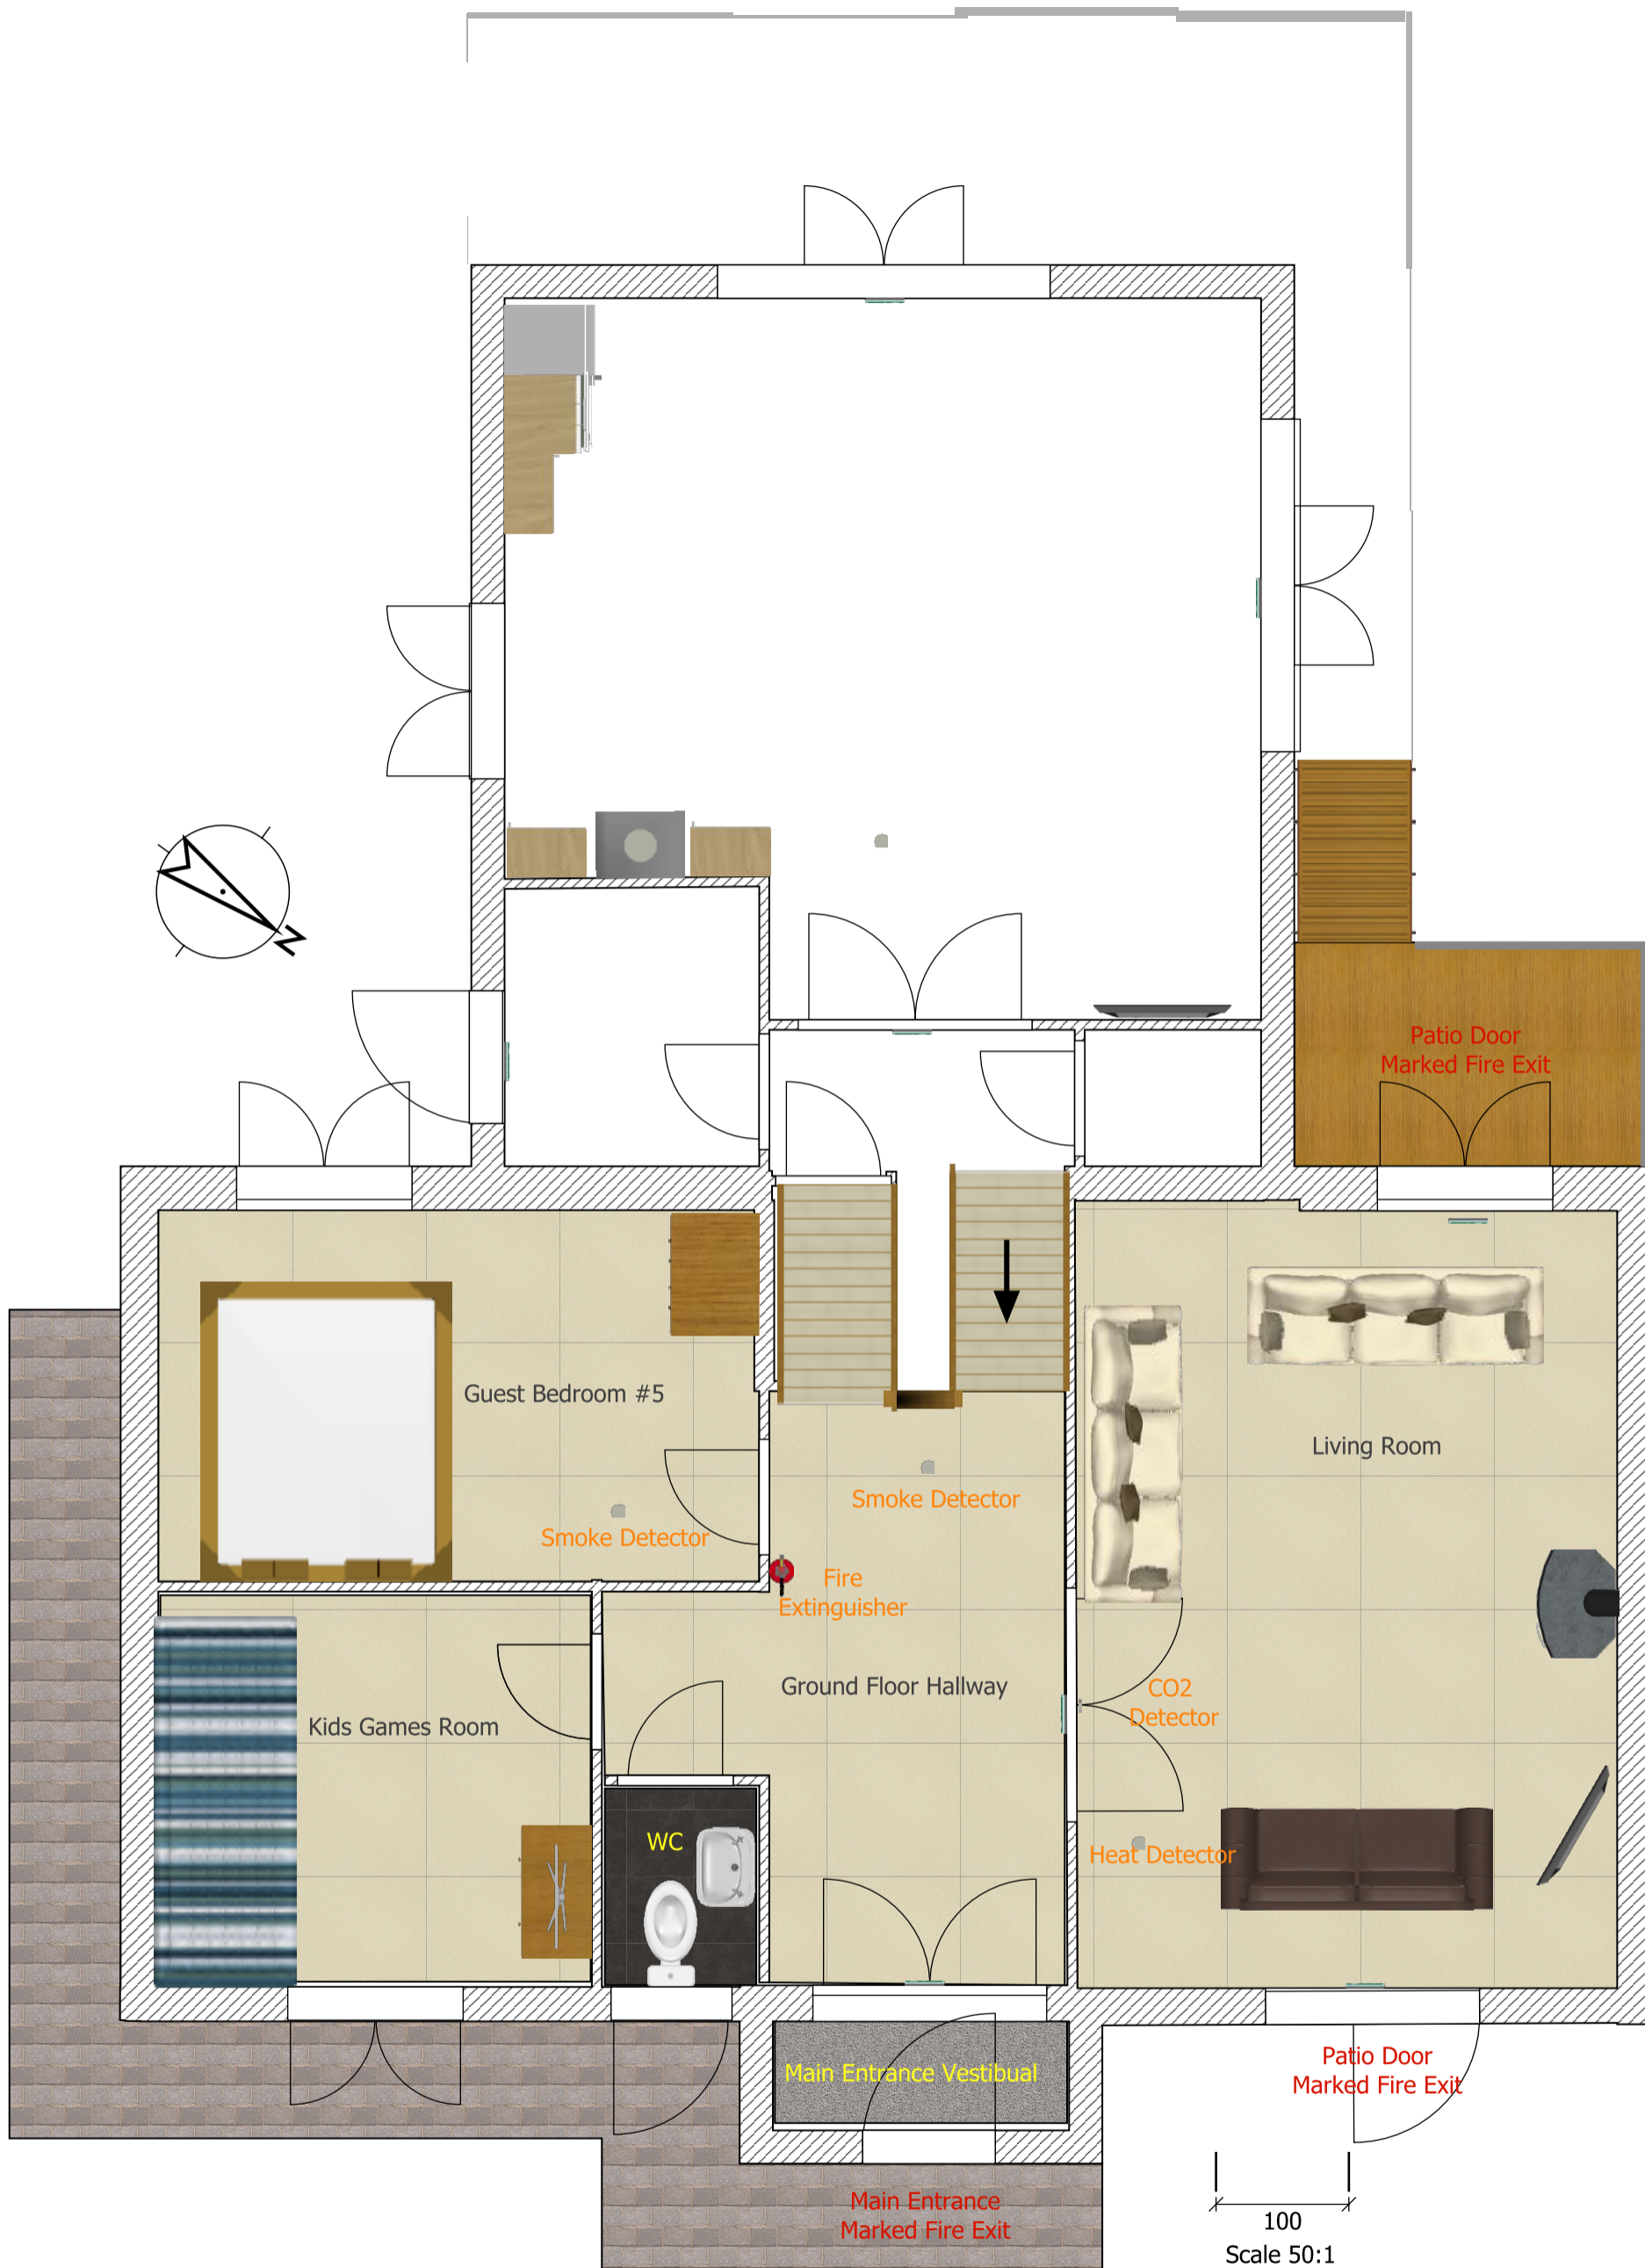 N
Patio Door
Marked Fire Exit
Guest Bedroom #5
Living Room
Smoke Detector
Smoke Detector
Fire
Extinguisher
Ground Floor Hallway
CO2
Detector
Kids Games Room
WC
Heat Detector
Main Entrance Vestibual
Patio Door
Marked Fire Exit
Main Entrance
Marked Fire Exit
100
Scale 50:1